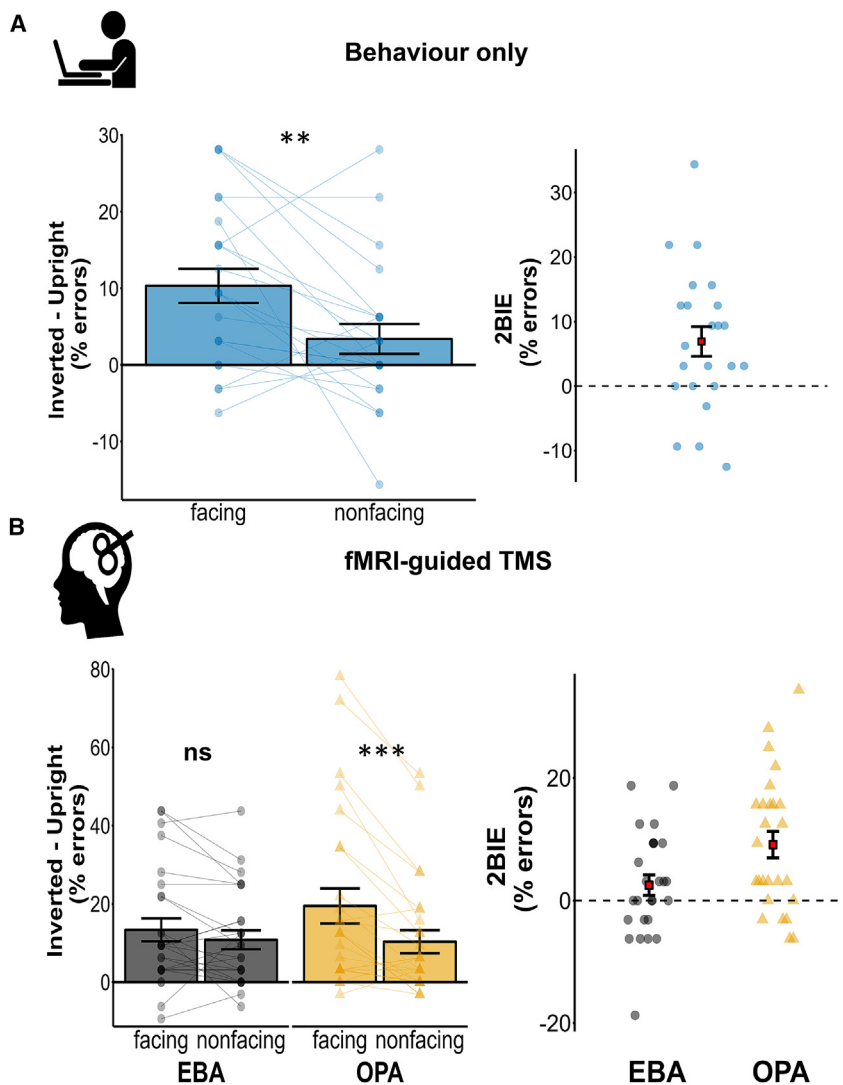 A
Behaviour only
**
30
20
10
0
-10
Inverted - Upright
(% errors)
facing nonfacing
30
20
10
0
-10
2BIE
(% errors)
B
fMRI-guided TMS
80
60
40
20
0
Inverted - Upright
(% errors)
ns
***
facing nonfacing facing nonfacing
EBA OPA
20
0
-20
2BIE
(% errors)
EBA OPA